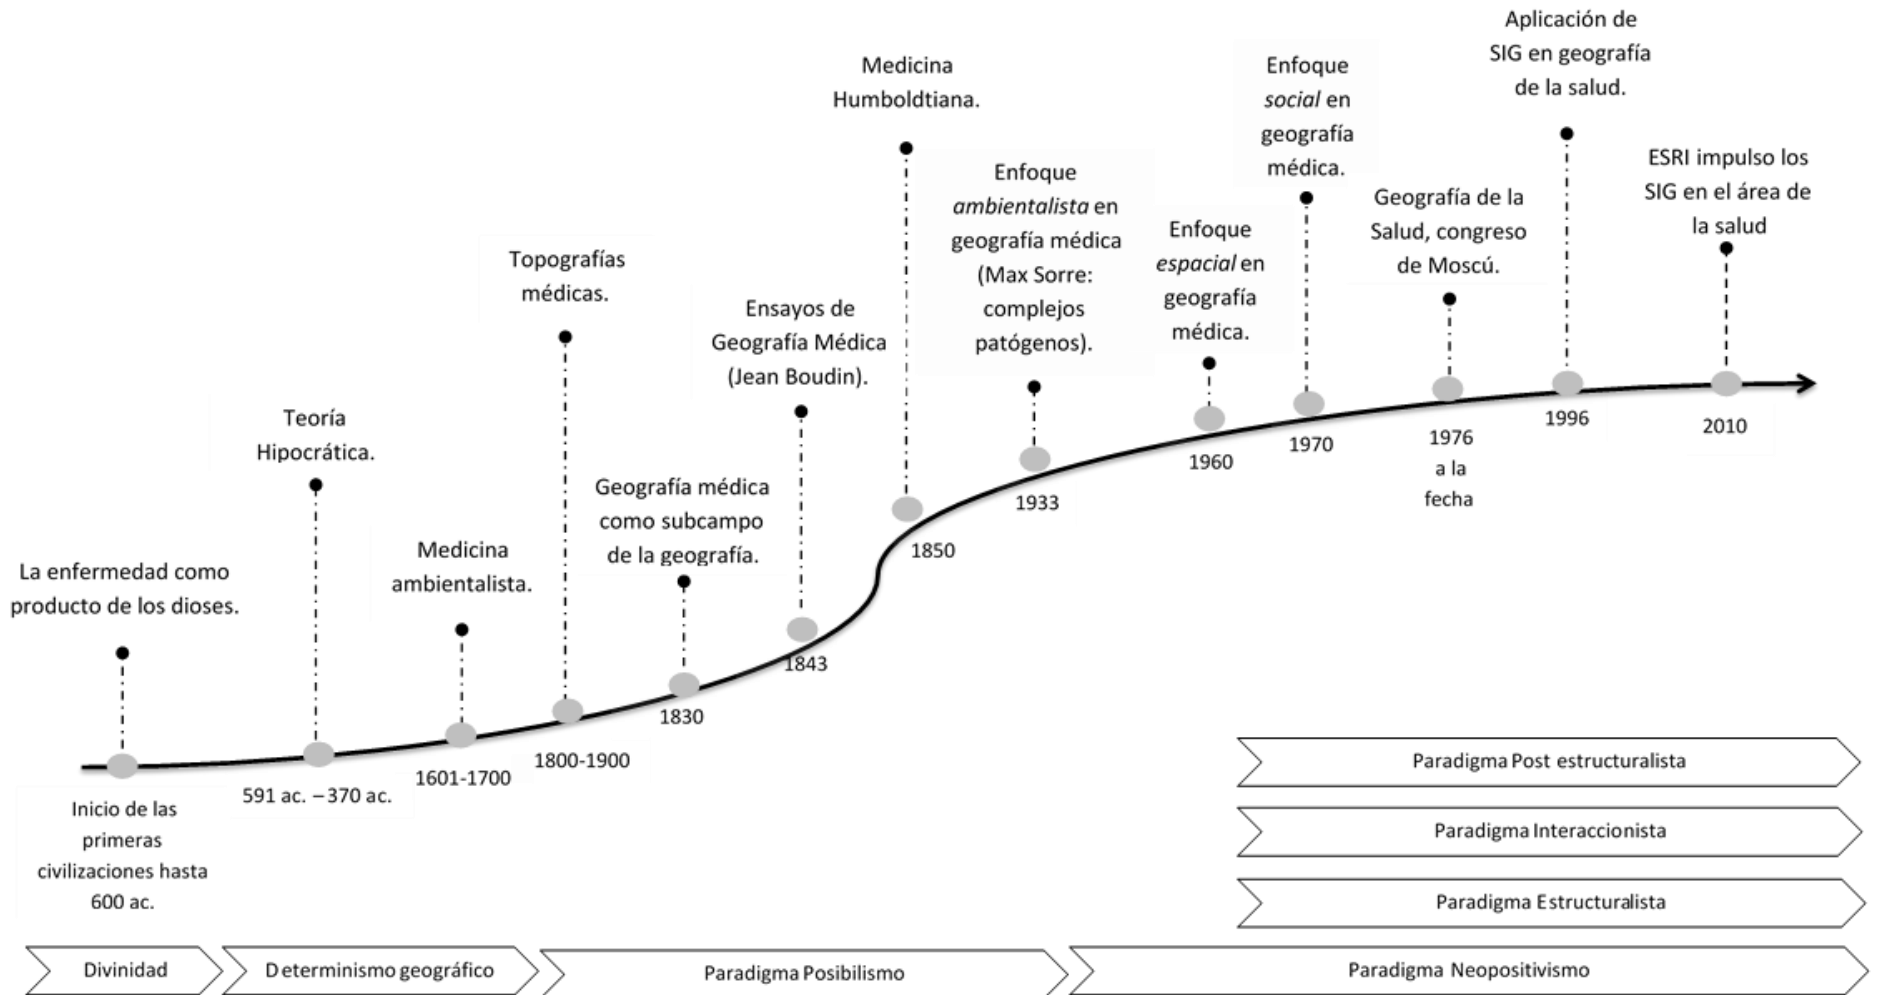 La enfermedad como
producto de los dioses.
Inicio de las
primeras
civilizaciones hasta
600 ac.
Teoría
Hipocrática.
591 ac. – 370 ac.
Medicina
ambientalista.
1601-1700
Topografías
médicas.
1800-1900
Geografía médica
como subcampo
de la geografía.
1830
Ensayos de
Geografía Médica
(Jean Boudin).
1843
Medicina
Humboldtiana.
1850
Enfoque
ambientalista en
geografía médica
(Max Sorre:
complejos
patógenos).
1933
Enfoque
espacial en
geografía
médica.
1960
Enfoque
social en
geografía
médica.
1970
Geografía de la
Salud, congreso
de Moscú.
1976
a la
fecha
Aplicación de
SIG en geografía
de la salud.
1996
ESRI impulso los
SIG en el área de
la salud
2010
Paradigma Post estructuralista
Paradigma Interaccionista
Paradigma Estructuralista
Divinidad
Determinismo geográfico
Paradigma Posibilismo
Paradigma Neopositivismo